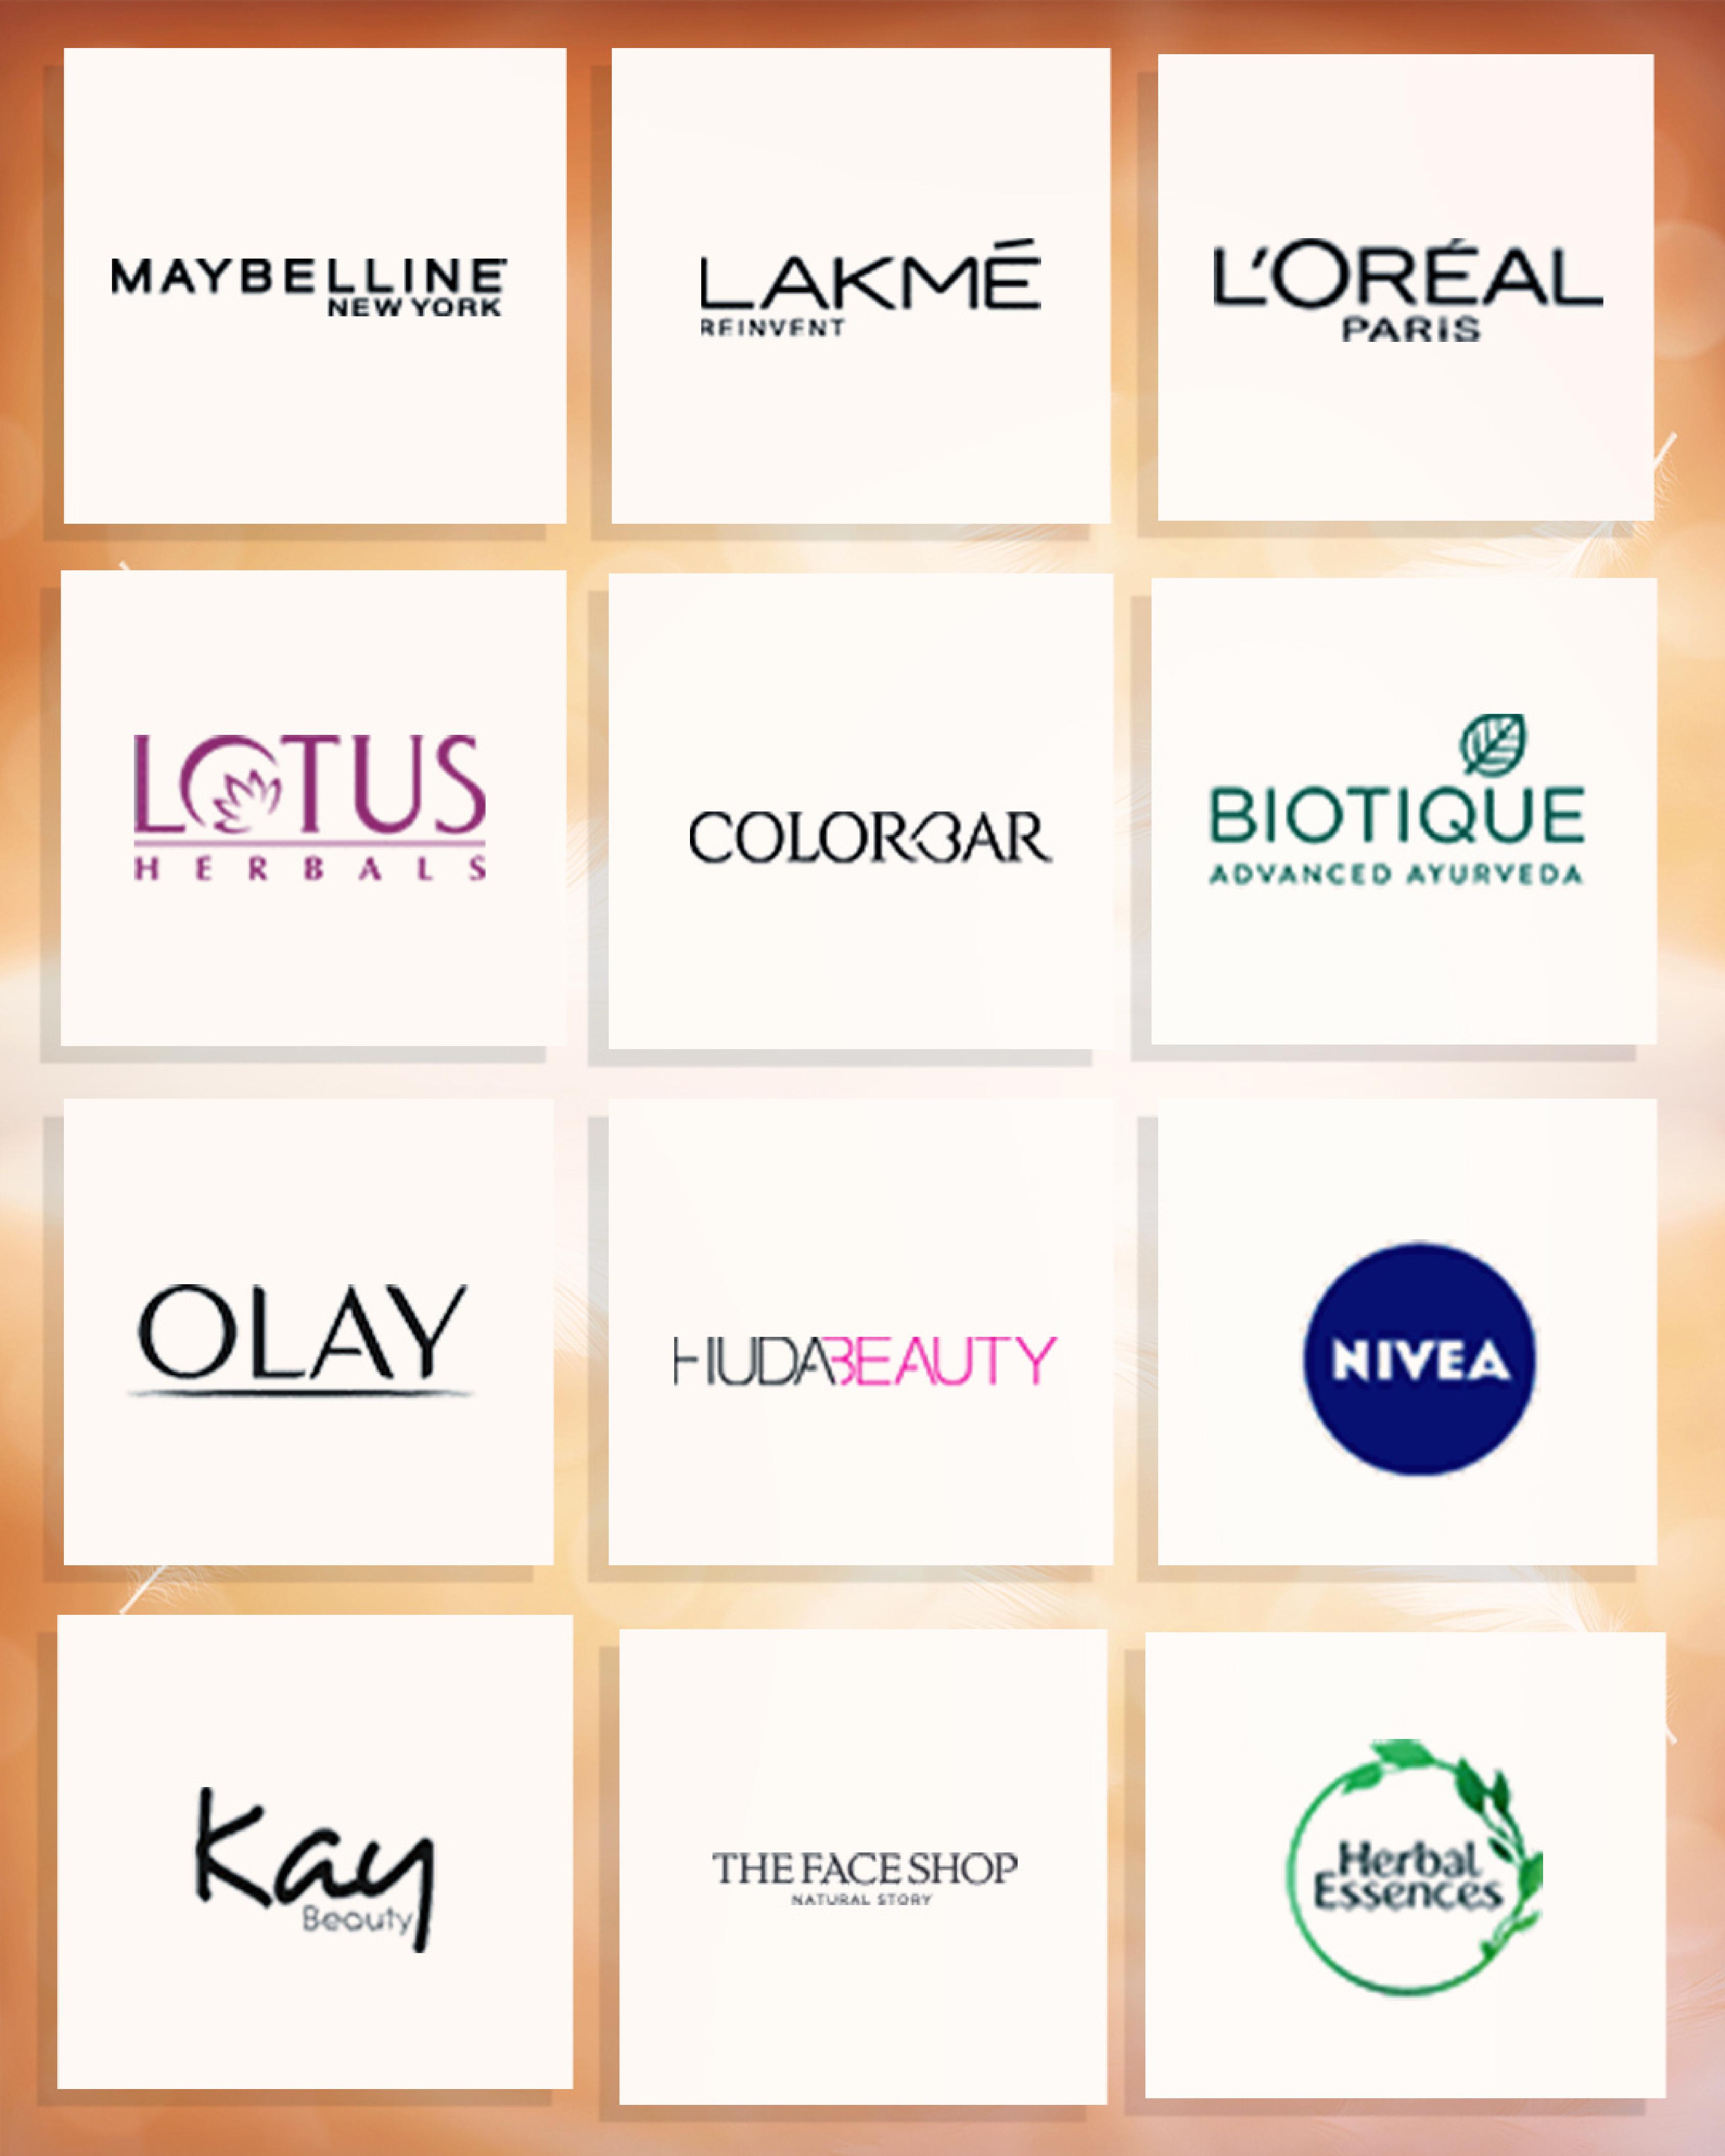 MAYBELLINE
NEW YORK
LAKMÉ
REINVENT
L'ORÉAL
PARIS
LOTUS
HERBALS
COLORBAR
BIOTIQUE
ADVANCED AYURVEDA
OLAY
HUDABEAUTY
NIVEA
Kay
Beauty
THE FACE SHOP
NATURAL STORY
Herbal
Essences